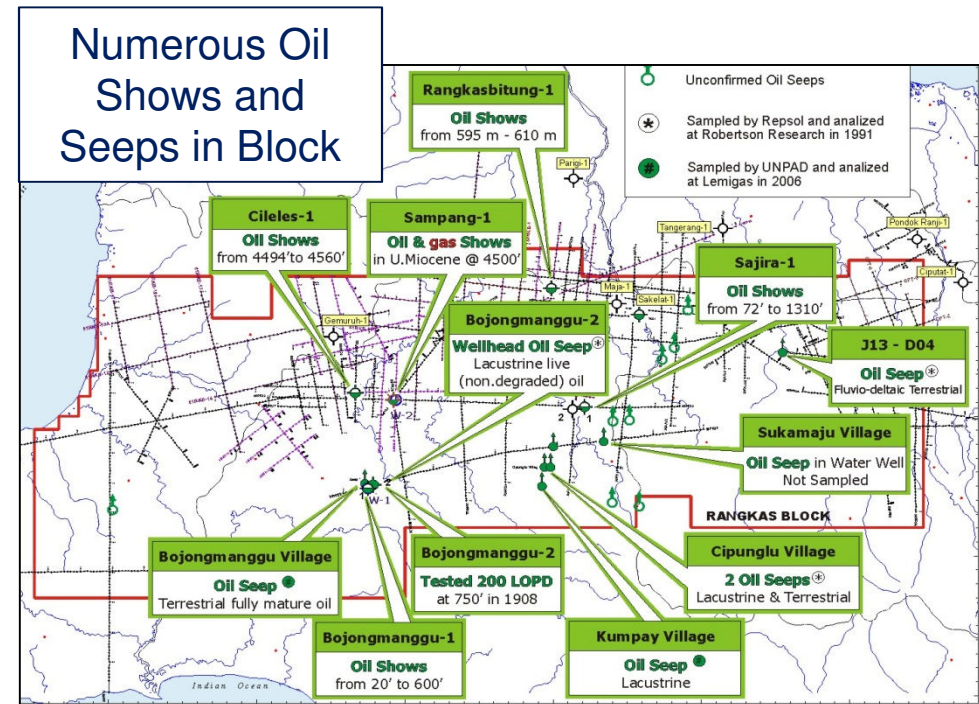 Numerous Oil
Shows and
Seeps in Block
Unconfirmed Oil Seeps
* Sampled by Repsol and analized
at Robertson Research in 1991
# Sampled by UNPAD and analized
at Lemigas in 2006
Rangkasbitung-1
Oil Shows
from 595 m - 610 m
Parigi-1
Cileles-1
Oil Shows
from 4494'to 4560'
Sampang-1
Oil & gas Shows
in U.Miocene @ 4500'
Tangerang-1
Pondok Ranji-1
Ciputat-1
Sajira-1
Oil Shows
from 72' to 1310'
Maja-1
Sakelat-1
Gemuruh-1
Bojongmanggu-2
Wellhead Oil Seep *
Lacustrine live
(non.degraded) oil
J13 - D04
Oil Seep *
Fluvio-deltaic Terrestrial
W-2
2
1
Sukamaju Village
Oil Seep in Water Well
Not Sampled
W-1
RANGKAS BLOCK
Bojongmanggu Village
Oil Seep #
Terrestrial fully mature oil
Bojongmanggu-2
Tested 200 LOPD
at 750' in 1908
Cipunglu Village
2 Oil Seeps *
Lacustrine & Terrestrial
Bojongmanggu-1
Oil Shows
from 20' to 600'
Kumpay Village
Oil Seep #
Lacustrine
Indian Ocean